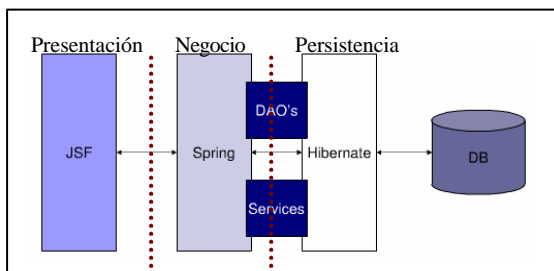 Presentación Negocio Persistencia
DAO's
JSF Spring Hibernate DB
Services